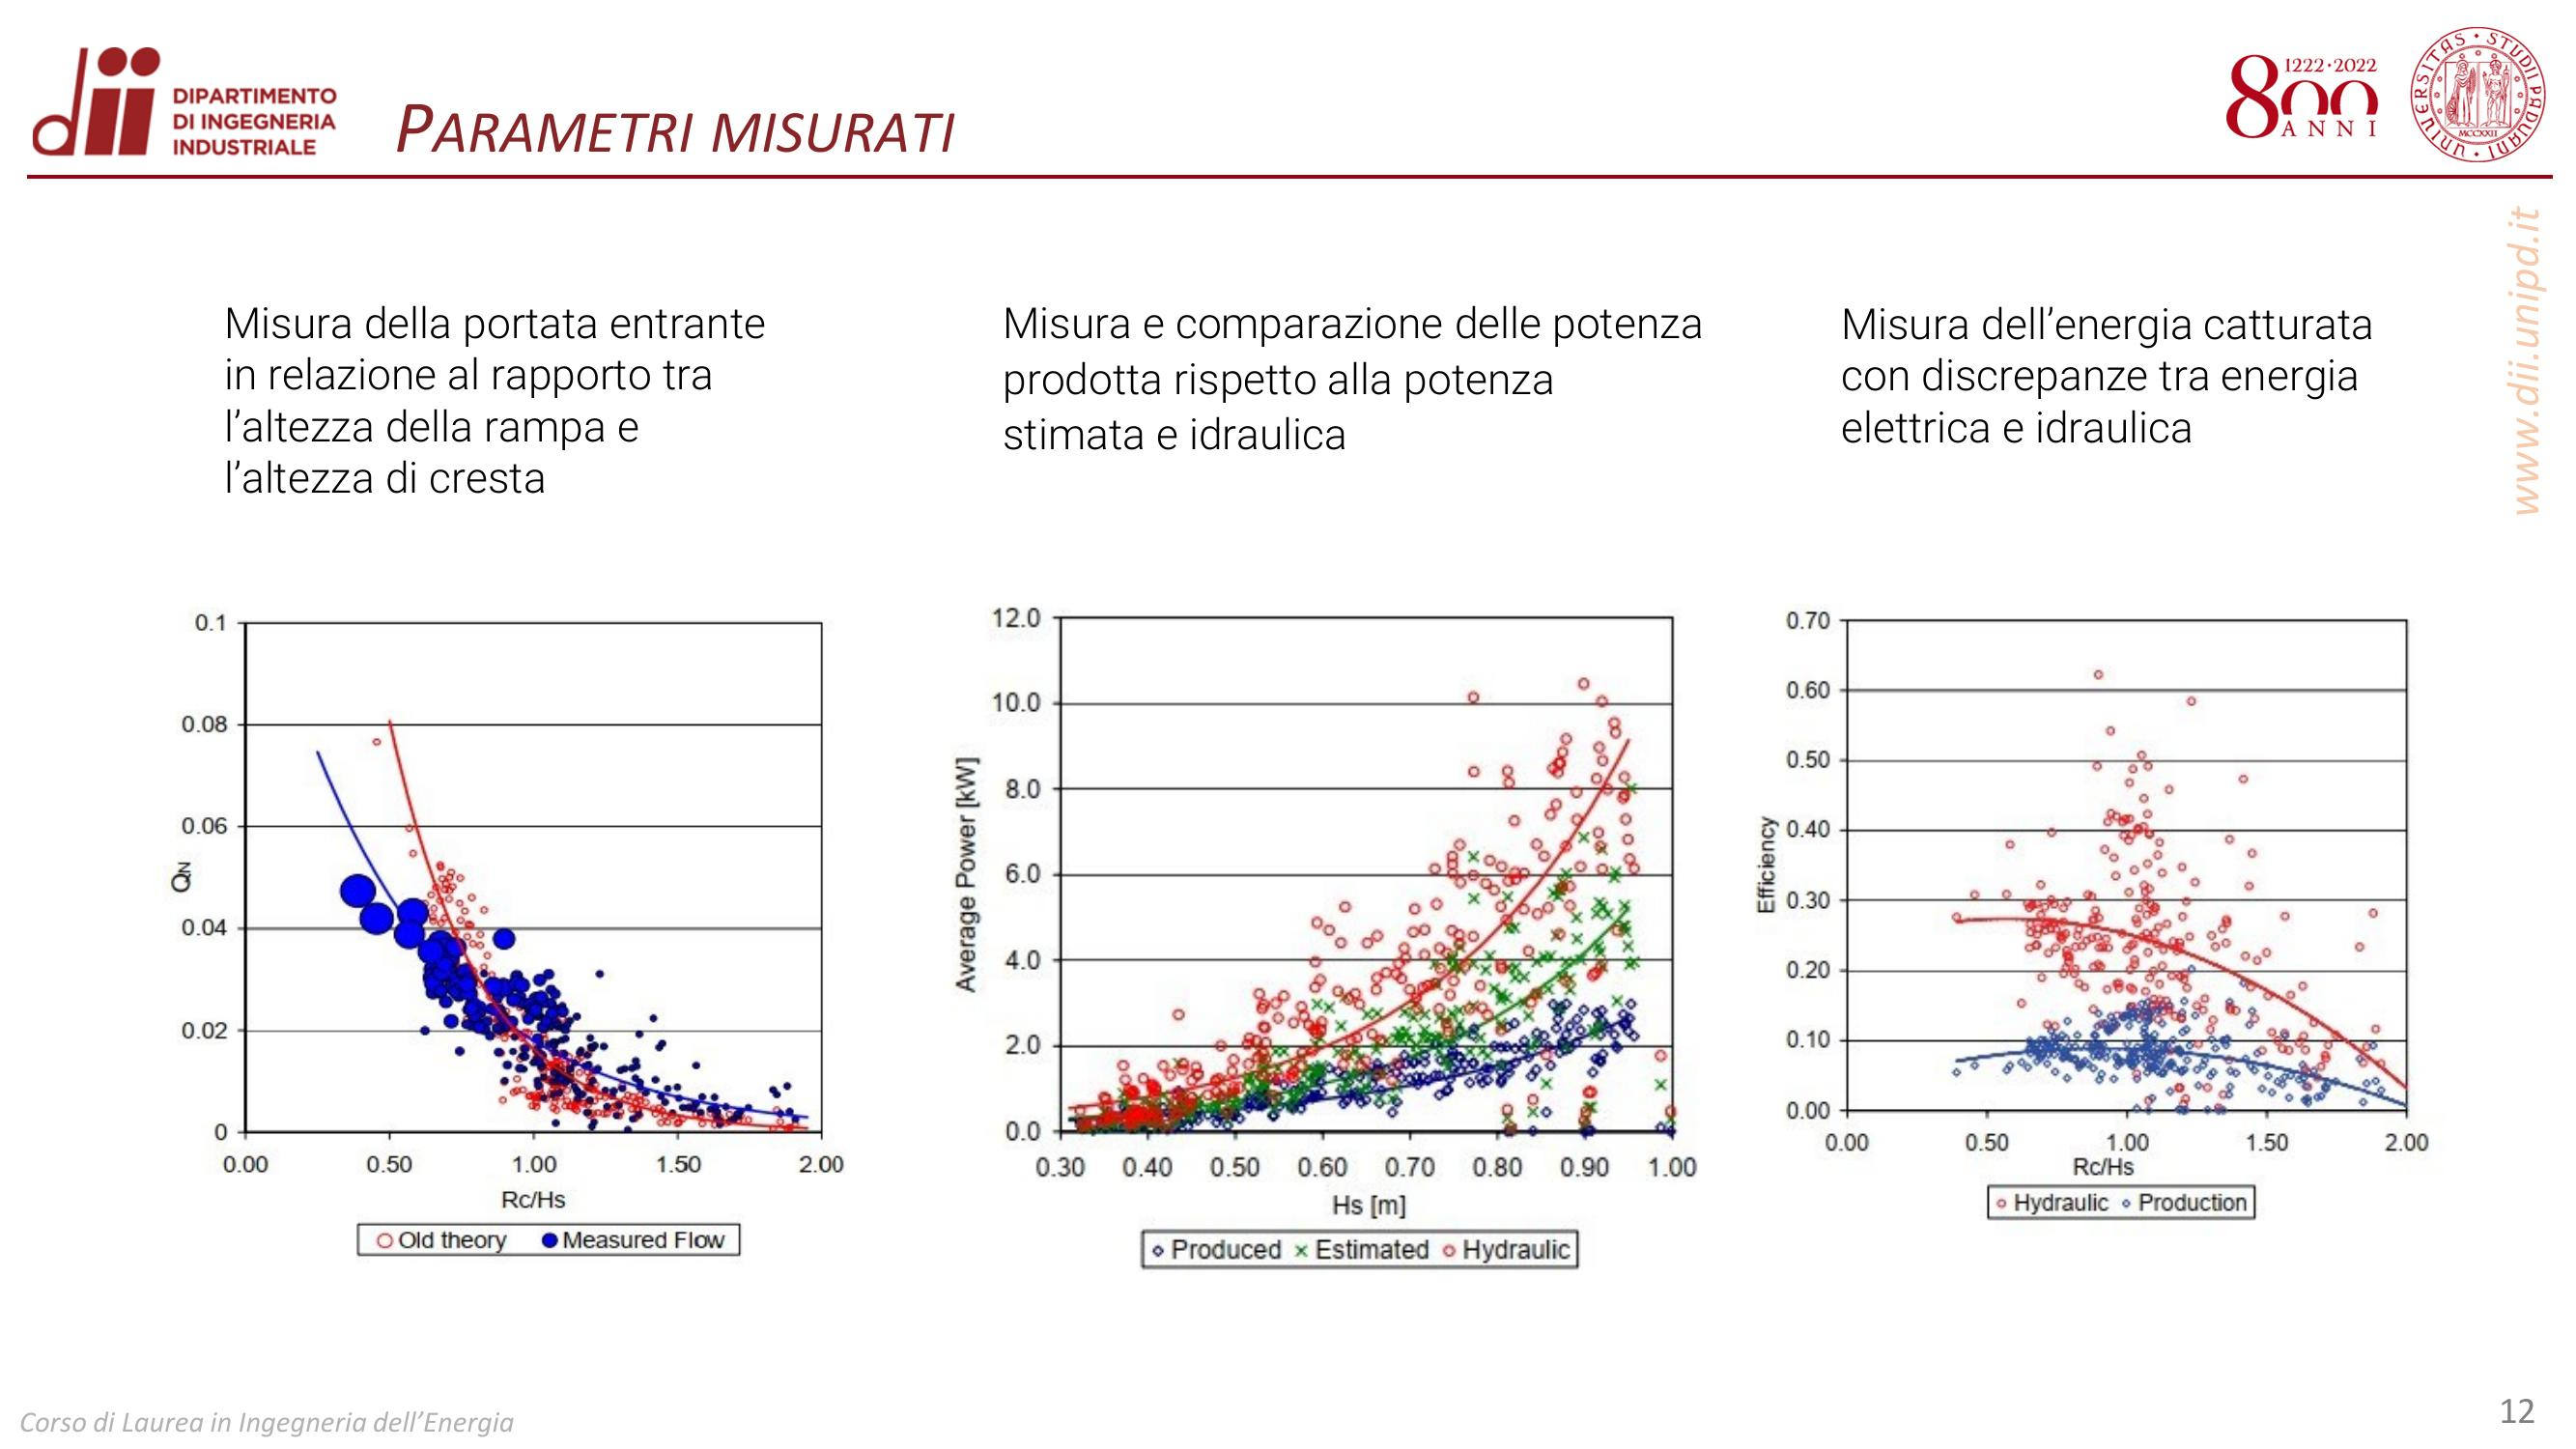 DIPARTIMENTO
DI INGEGNERIA
INDUSTRIALE
PARAMETRI MISURATI
1222·2022
800
ANNI
UNIVERSITAS · STUDII PADUANI ·
MCCXXII
www.dii.unipd.it
Misura della portata entrante
in relazione al rapporto tra
l’altezza della rampa e
l’altezza di cresta
Misura e comparazione delle potenza
prodotta rispetto alla potenza
stimata e idraulica
Misura dell’energia catturata
con discrepanze tra energia
elettrica e idraulica
0.1
0.08
0.06
0.04
0.02
0
QN
0.00 0.50 1.00 1.50 2.00
Rc/Hs
Old theory Measured Flow
12.0
10.0
8.0
6.0
4.0
2.0
0.0
Average Power [kW]
0.30 0.40 0.50 0.60 0.70 0.80 0.90 1.00
Hs [m]
Produced Estimated Hydraulic
0.70
0.60
0.50
0.40
0.30
0.20
0.10
0.00
Efficiency
0.00 0.50 1.00 1.50 2.00
Rc/Hs
Hydraulic Production
Corso di Laurea in Ingegneria dell’Energia
12